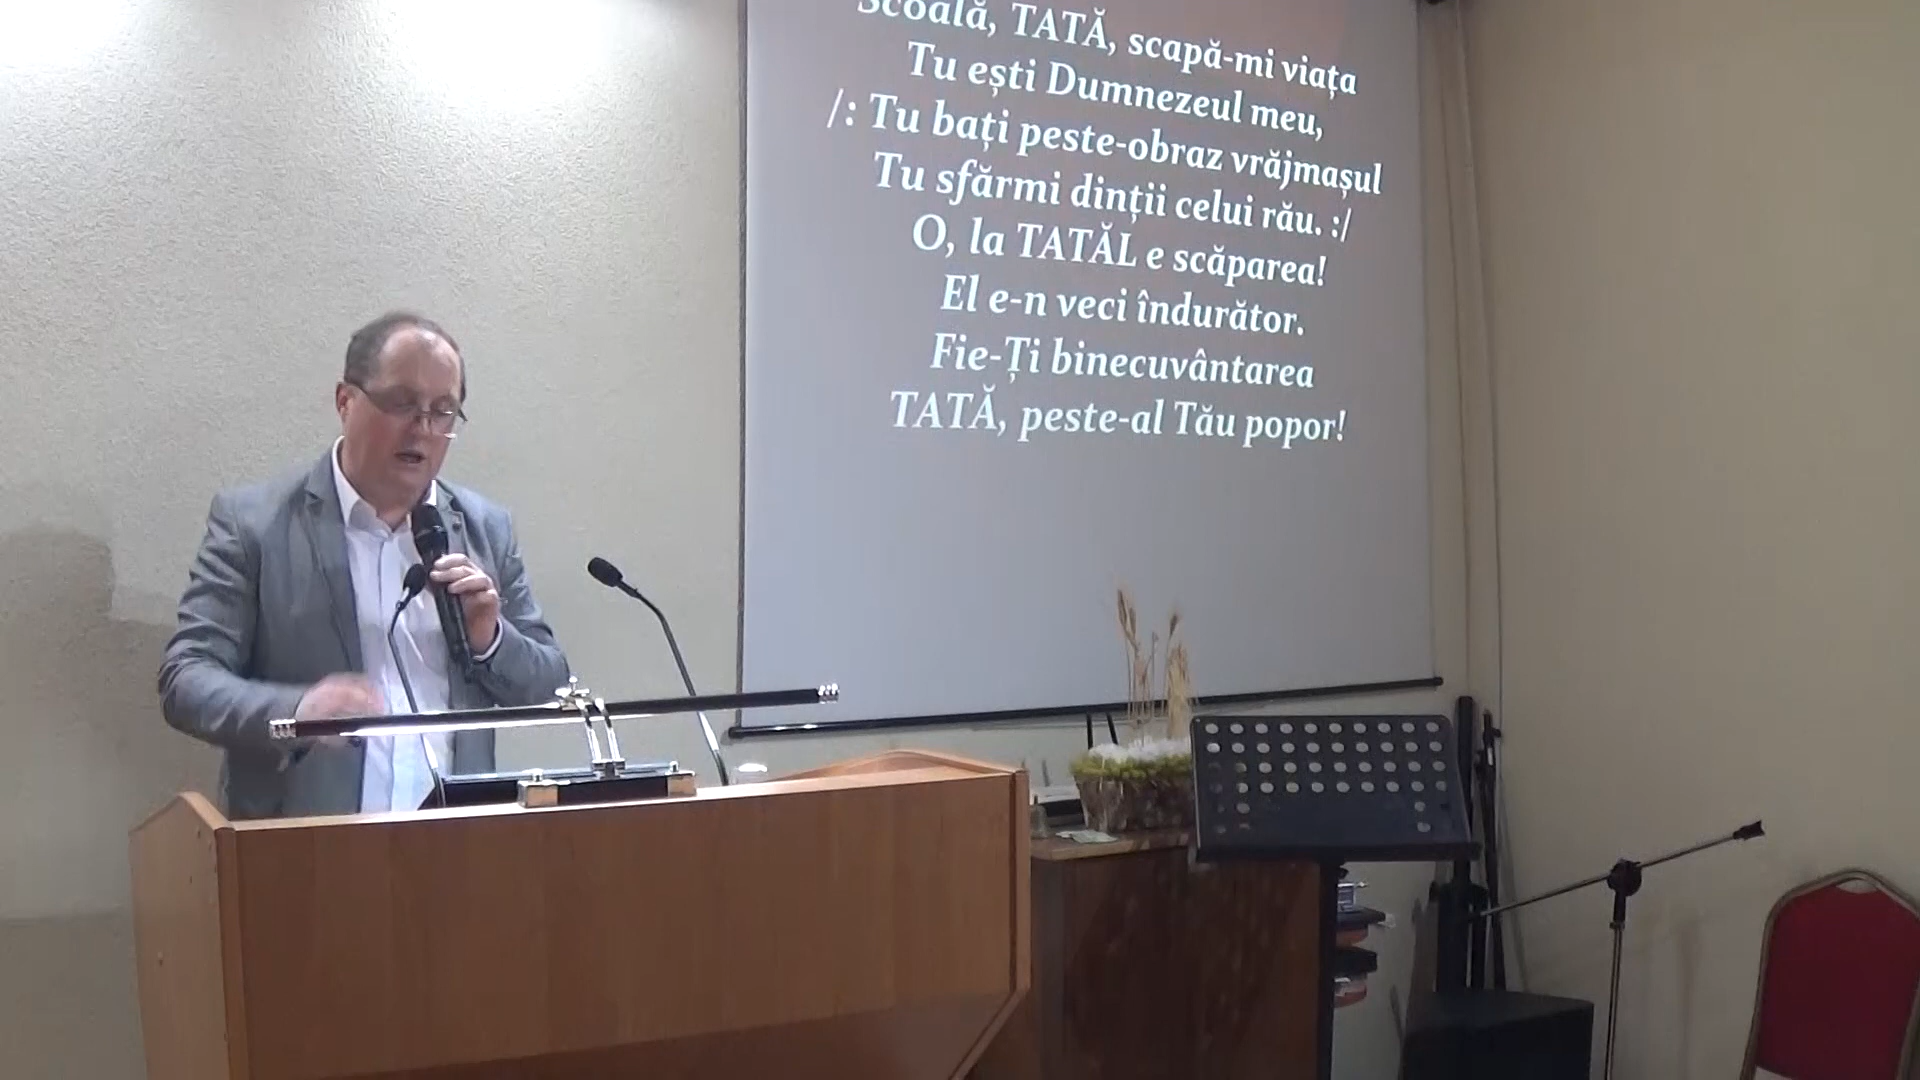 Scoală, TATĂ, scapă-mi viața
Tu ești Dumnezeul meu,
/: Tu bați peste-obraz vrăjmașul
Tu sfărmi dinții celui rău. :/
O, la TATĂL e scăparea!
El e-n veci îndurător.
Fie-Ți binecuvântarea
TATĂ, peste-al Tău popor!